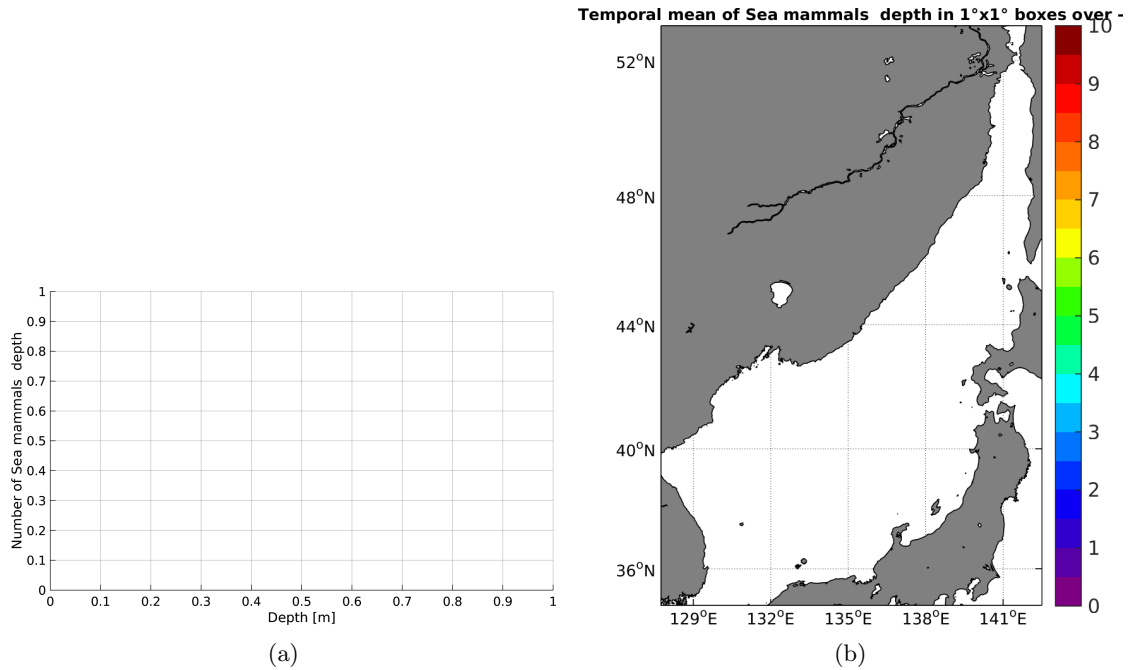 Temporal mean of Sea mammals  depth in 1°x1° boxes over -
Number of Sea mammals  depth
1
0.9
0.8
0.7
0.6
0.5
0.4
0.3
0.2
0.1
0
0 0.1 0.2 0.3 0.4 0.5 0.6 0.7 0.8 0.9 1
Depth [m]
(a)
52°N
48°N
44°N
40°N
36°N
129°E 132°E 135°E 138°E 141°E
10
9
8
7
6
5
4
3
2
1
0
(b)